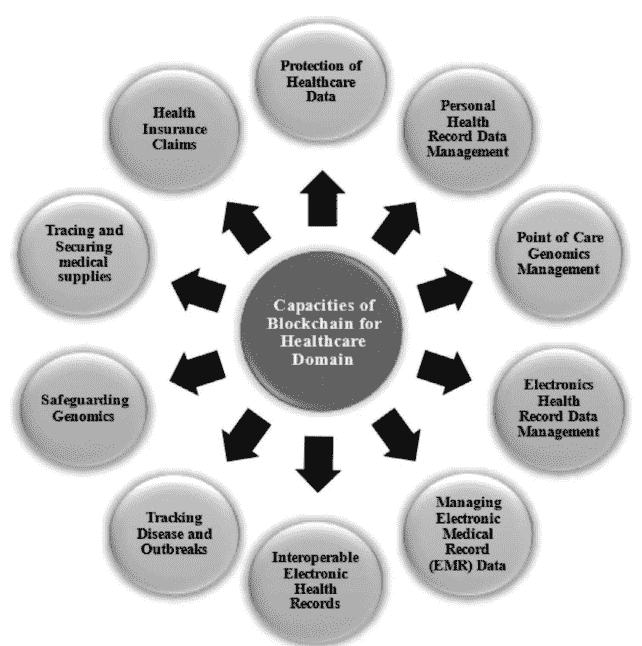 Protection of
Healthcare
Data
Personal
Health
Record Data
Management
Point of Care
Genomics
Management
Electronics
Health
Record Data
Management
Managing
Electronic
Medical
Record
(EMR) Data
Interoperable
Electronic
Health
Records
Tracking
Disease and
Outbreaks
Safeguarding
Genomics
Tracing and
Securing
medical
supplies
Health
Insurance
Claims
Capacities of
Blockchain for
Healthcare
Domain